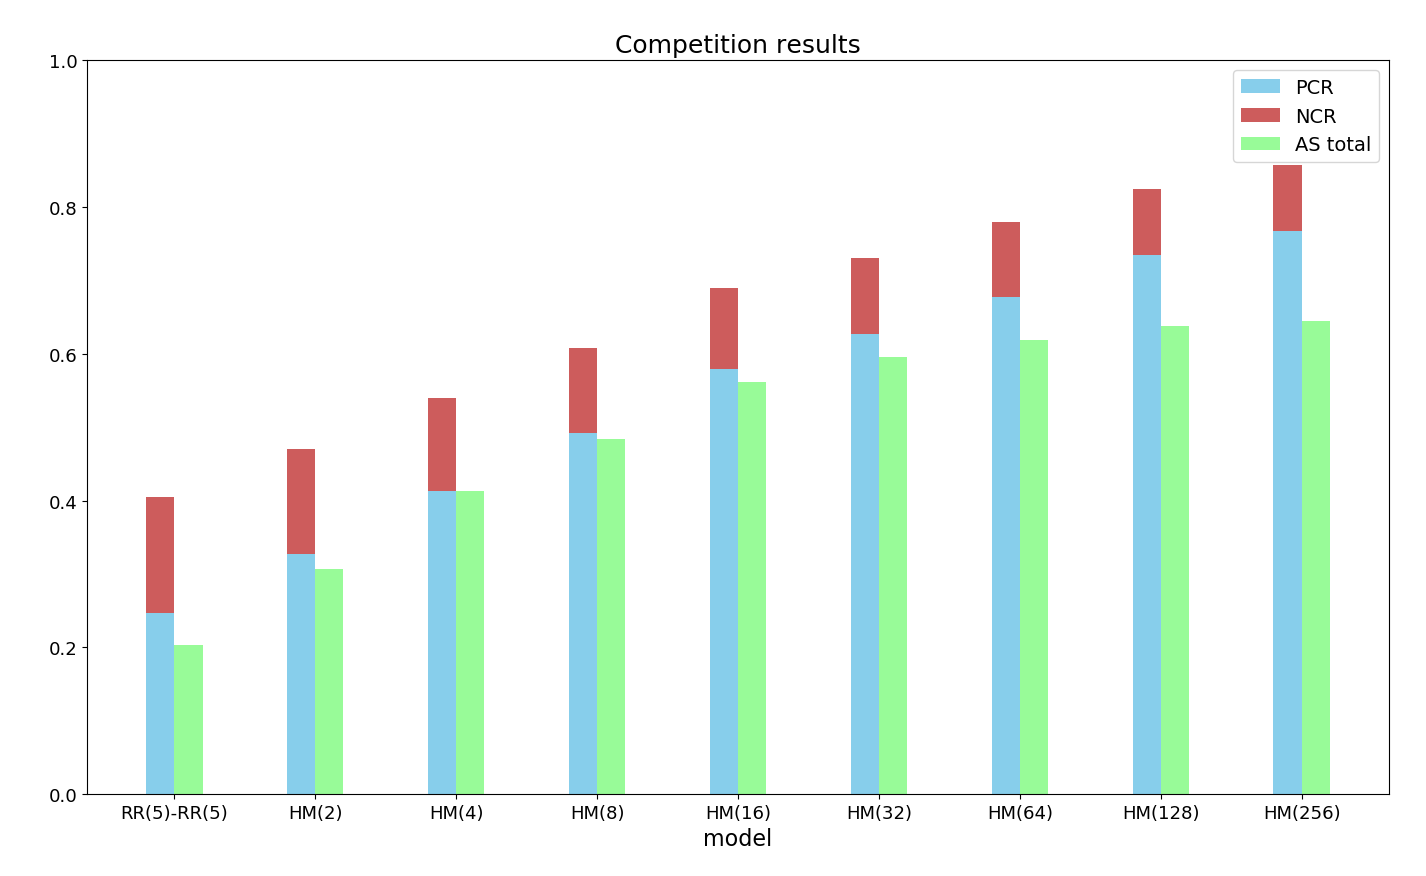 Competition results
1.0
0.8
0.6
0.4
0.2
0.0
PCR
NCR
AS total
RR(5)-RR(5) HM(2) HM(4) HM(8) HM(16) HM(32) HM(64) HM(128) HM(256)
model